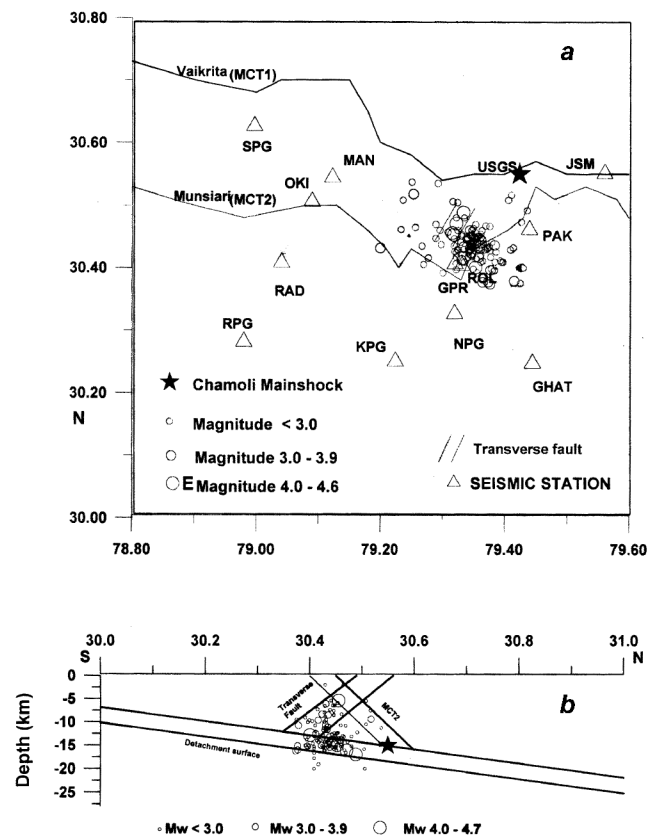 30.80
a
Vaikrita (MCT1)
SPG
MAN
USGS
JSM
30.60
OKI
Munsiari (MCT2)
PAK
30.40
RAD
GPR
RPG
KPG
NPG
GHAT
Chamoli Mainshock
30.20
N
Magnitude < 3.0
Magnitude 3.0 - 3.9
Transverse fault
E Magnitude 4.0 - 4.6
SEISMIC STATION
30.00
78.80 79.00 79.20 79.40 79.60
30.0 30.2 30.4 30.6 30.8 31.0
S N
0
-5
-10
-15
-20
-25
Depth (km)
Transverse Fault
MCT2
b
Detachment surface
Mw < 3.0 Mw 3.0 - 3.9 Mw 4.0 - 4.7